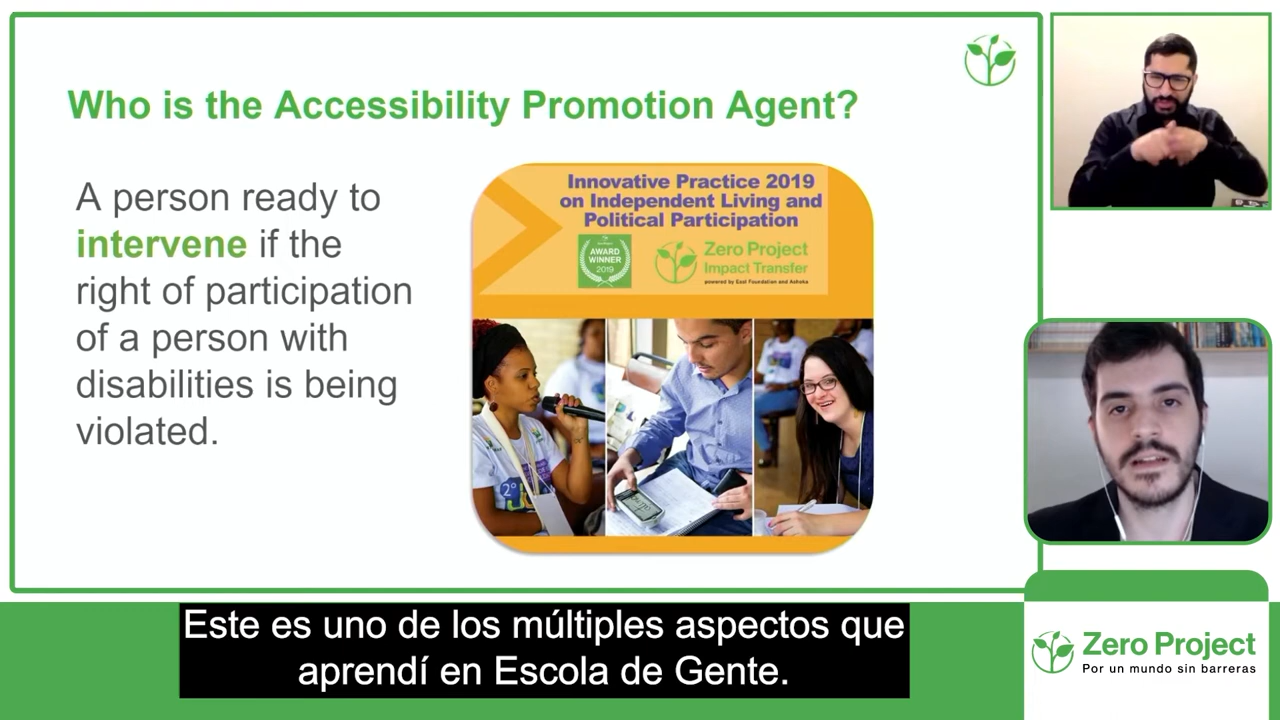 Who is the Accessibility Promotion Agent?
A person ready to
intervene if the
right of participation
of a person with
disabilities is being
violated.
Innovative Practice 2019
on Independent Living and
Political Participation
AWARD
WINNER
2019
Zero Project
Impact Transfer
powered by Essl Foundation and Ashoka
2º
Este es uno de los múltiples aspectos que
aprendí en Escola de Gente.
Zero Project
Por un mundo sin barreras